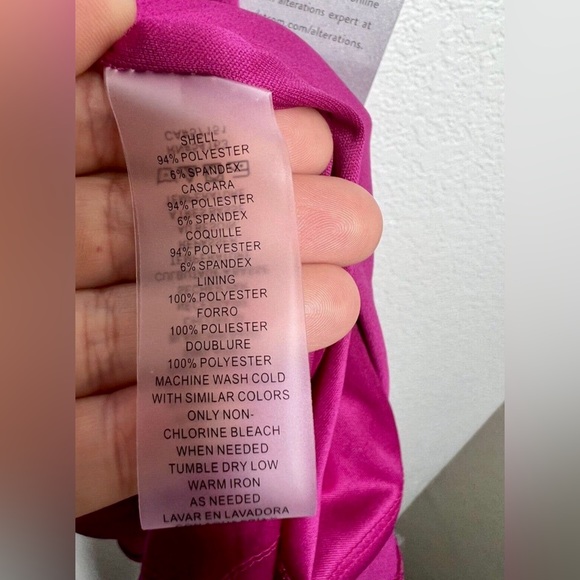 online
alterations expert at
.com/alterations.
SHELL
94% POLYESTER
6% SPANDEX
CASCARA
94% POLIESTER
6% SPANDEX
COQUILLE
94% POLYESTER
6% SPANDEX
LINING
100% POLYESTER
FORRO
100% POLIESTER
DOUBLURE
100% POLYESTER
MACHINE WASH COLD
WITH SIMILAR COLORS
ONLY NON-
CHLORINE BLEACH
WHEN NEEDED
TUMBLE DRY LOW
WARM IRON
AS NEEDED
LAVAR EN LAVADORA